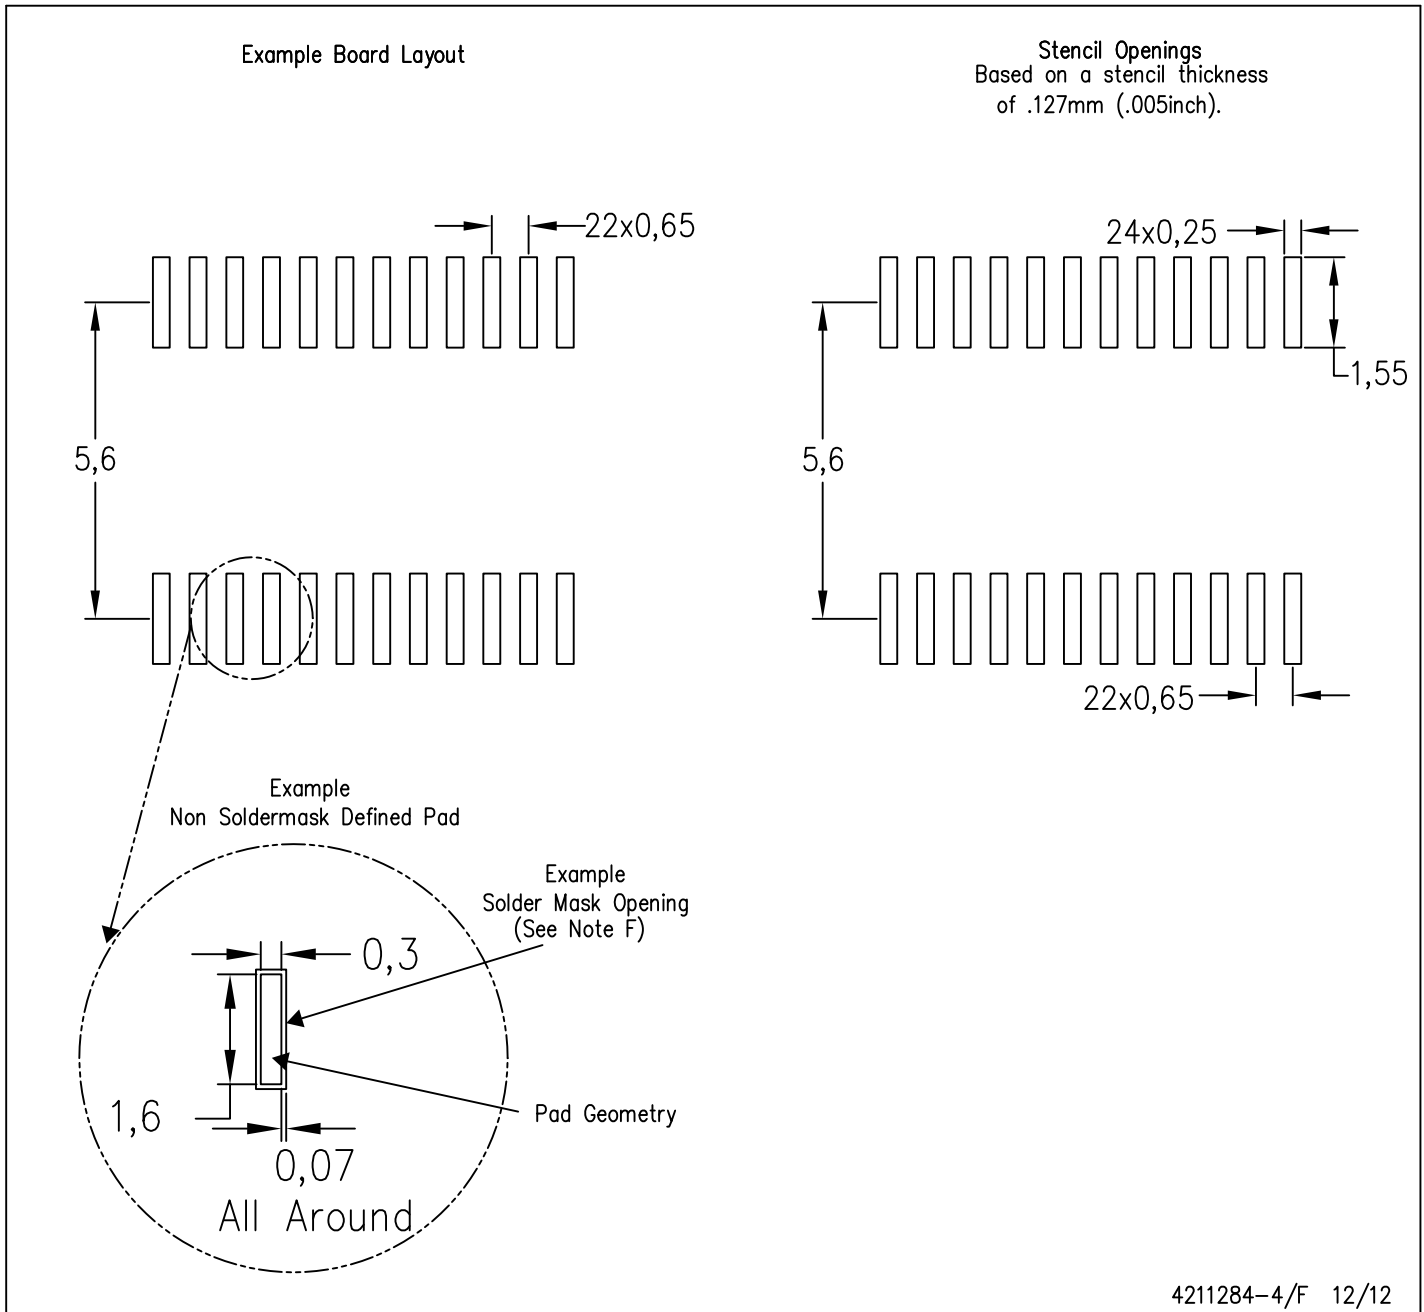 Example Board Layout
Stencil Openings
Based on a stencil thickness
of .127mm (.005inch).
22x0,65
24x0,25
1,55
5,6
5,6
22x0,65
Example
Non Soldermask Defined Pad
Example
Solder Mask Opening
(See Note F)
0,3
1,6
Pad Geometry
0,07
All Around
4211284-4/F 12/12